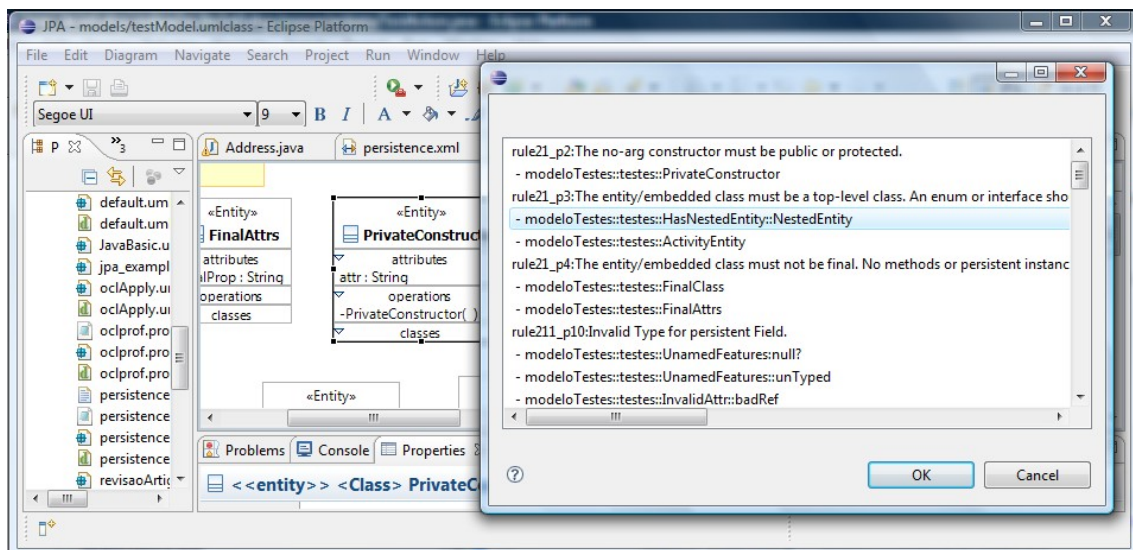 JPA - models/testModel.umlclass - Eclipse Platform
File Edit Diagram Navigate Search Project Run Window Help
Segoe UI 9 B I A
P 3
Address.java persistence.xml
default.um
default.um
JavaBasic.u
jpa_exampl
oclApply.u
oclApply.u
oclprof.pro
oclprof.pro
oclprof.pro
persistence
persistence
persistence
persistence
revisaoArtig
«Entity»
FinalAttrs
attributes
alProp : String
operations
classes
«Entity»
PrivateConstruc
attributes
attr : String
operations
-PrivateConstructor( )
classes
«Entity»
Problems Console Properties
<<entity>> <Class> PrivateC
rule21_p2:The no-arg constructor must be public or protected.
- modeloTestes::testes::PrivateConstructor
rule21_p3:The entity/embedded class must be a top-level class. An enum or interface sho
- modeloTestes::testes::HasNestedEntity::NestedEntity
- modeloTestes::testes::ActivityEntity
rule21_p4:The entity/embedded class must not be final. No methods or persistent instanc
- modeloTestes::testes::FinalClass
- modeloTestes::testes::FinalAttrs
rule211_p10:Invalid Type for persistent Field.
- modeloTestes::testes::UnamedFeatures:null?
- modeloTestes::testes::UnamedFeatures::unTyped
- modeloTestes::testes::InvalidAttr::badRef
OK Cancel